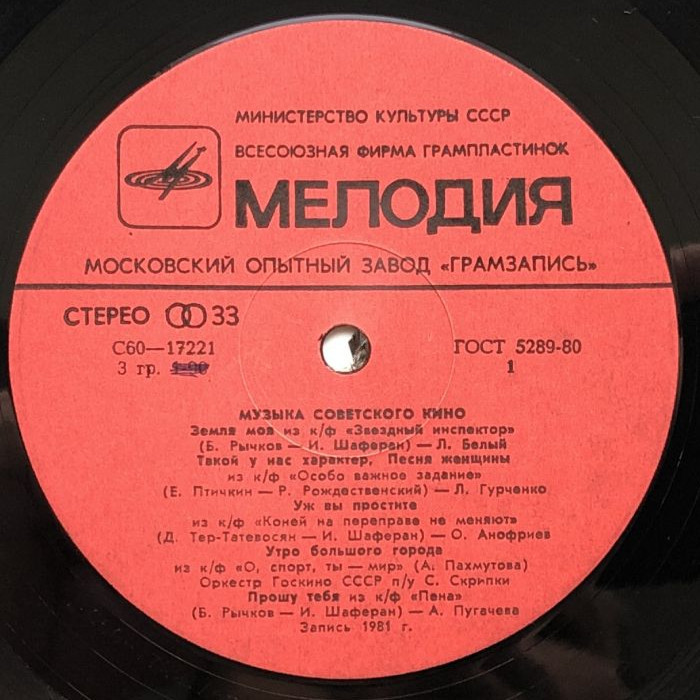 МИНИСТЕРСТВО КУЛЬТУРЫ СССР
ВСЕСОЮЗНАЯ ФИРМА ГРАМПЛАСТИНОК
МЕЛОДИЯ
МОСКОВСКИЙ ОПЫТНЫЙ ЗАВОД «ГРАМЗАПИСЬ»
СТЕРЕО 33
С60—17221
3 гр.
ГОСТ 5289-80
1
МУЗЫКА СОВЕТСКОГО КИНО
Земля моя из к/ф «Звездный инспектор»
(Б. Рычков — И. Шаферан) — Л. Белый
Такой у нас характер, Песня женщины
из к/ф «Особо важное задание»
(Е. Птичкин — Р. Рождественский) — Л. Гурченко
Уж вы простите
из к/ф «Коней на переправе не меняют»
(Д. Тер-Татевосян — И. Шаферан) — О. Анофриев
Утро большого города
из к/ф «О, спорт, ты — мир» (А. Пахмутова)
Оркестр Госкино СССР п/у С. Скрипки
Прошу тебя из к/ф «Пена»
(Б. Рычков — И. Шаферан) — А. Пугачева
Запись 1981 г.